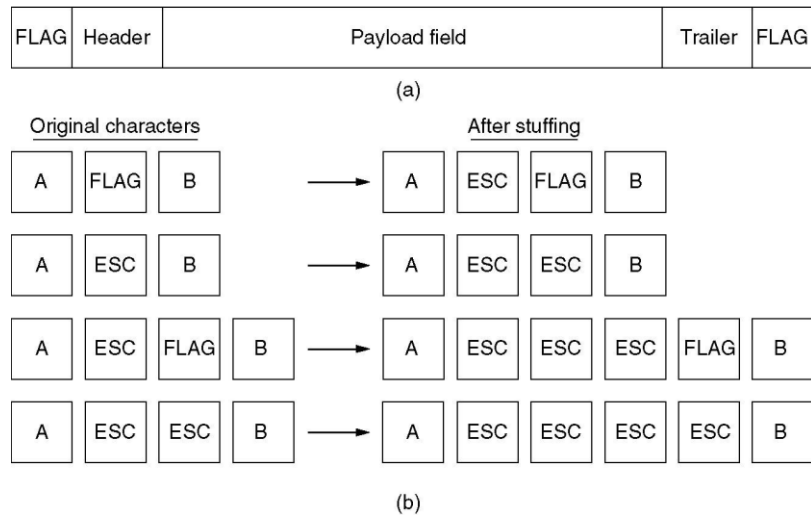 FLAG Header Payload field Trailer FLAG
(a)
Original characters After stuffing
A FLAG B A ESC FLAG B
A ESC B A ESC ESC B
A ESC FLAG B A ESC ESC ESC FLAG B
A ESC ESC B A ESC ESC ESC ESC B
(b)